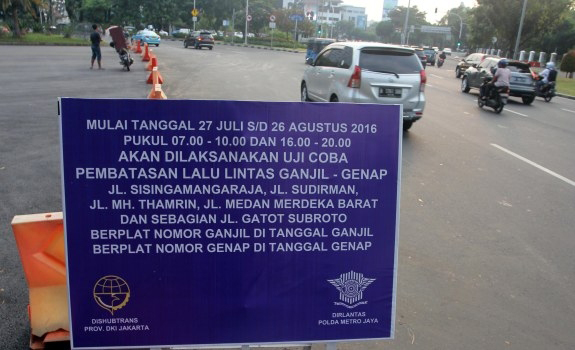 MULAI TANGGAL 27 JULI S/D 26 AGUSTUS 2016
PUKUL 07.00 - 10.00 DAN 16.00 - 20.00
AKAN DILAKSANAKAN UJI COBA
PEMBATASAN LALU LINTAS GANJIL - GENAP
JL. SISINGAMANGARAJA, JL. SUDIRMAN,
JL. MH. THAMRIN, JL. MEDAN MERDEKA BARAT
DAN SEBAGIAN JL. GATOT SUBROTO
BERPLAT NOMOR GANJIL DI TANGGAL GANJIL
BERPLAT NOMOR GENAP DI TANGGAL GENAP
DISHUBTRANS
PROV. DKI JAKARTA
DIRLANTAS
POLDA METRO JAYA